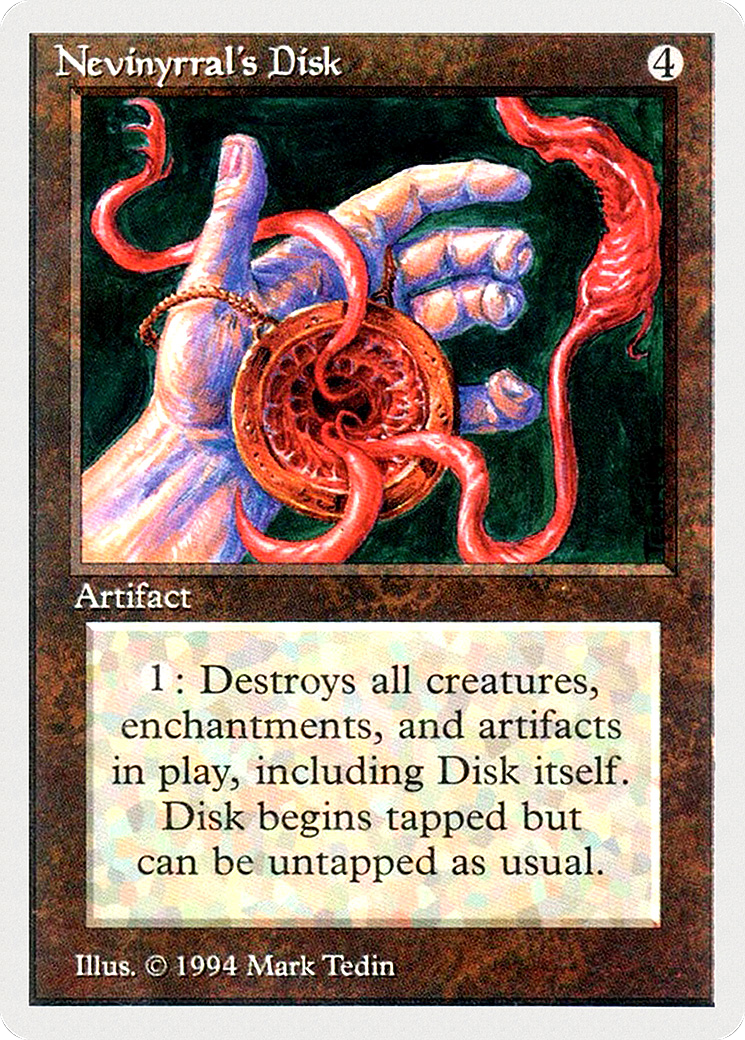 Nevinyrral's Disk 4
Artifact
1: Destroys all creatures,
enchantments, and artifacts
in play, including Disk itself.
Disk begins tapped but
can be untapped as usual.
Illus. © 1994 Mark Tedin